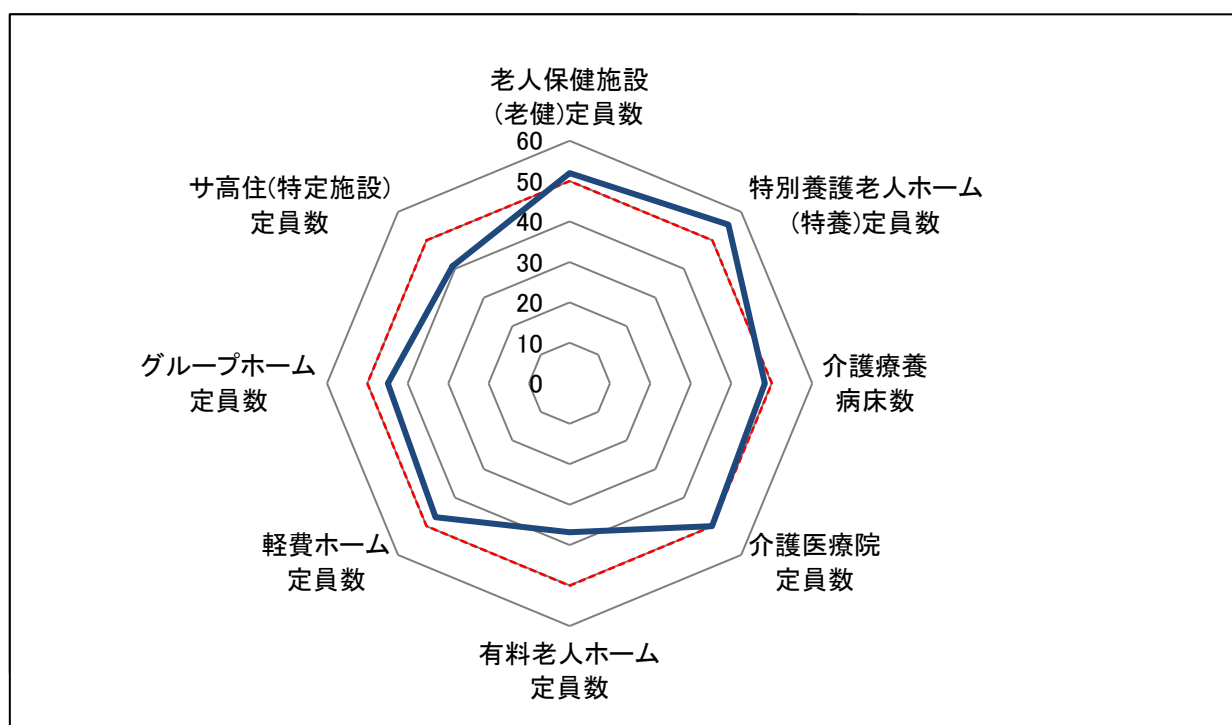 老人保健施設
(老健)定員数
特別養護老人ホーム
(特養)定員数
介護療養
病床数
介護医療院
定員数
有料老人ホーム
定員数
軽費ホーム
定員数
グループホーム
定員数
サ高住(特定施設)
定員数
60
50
40
30
20
10
0